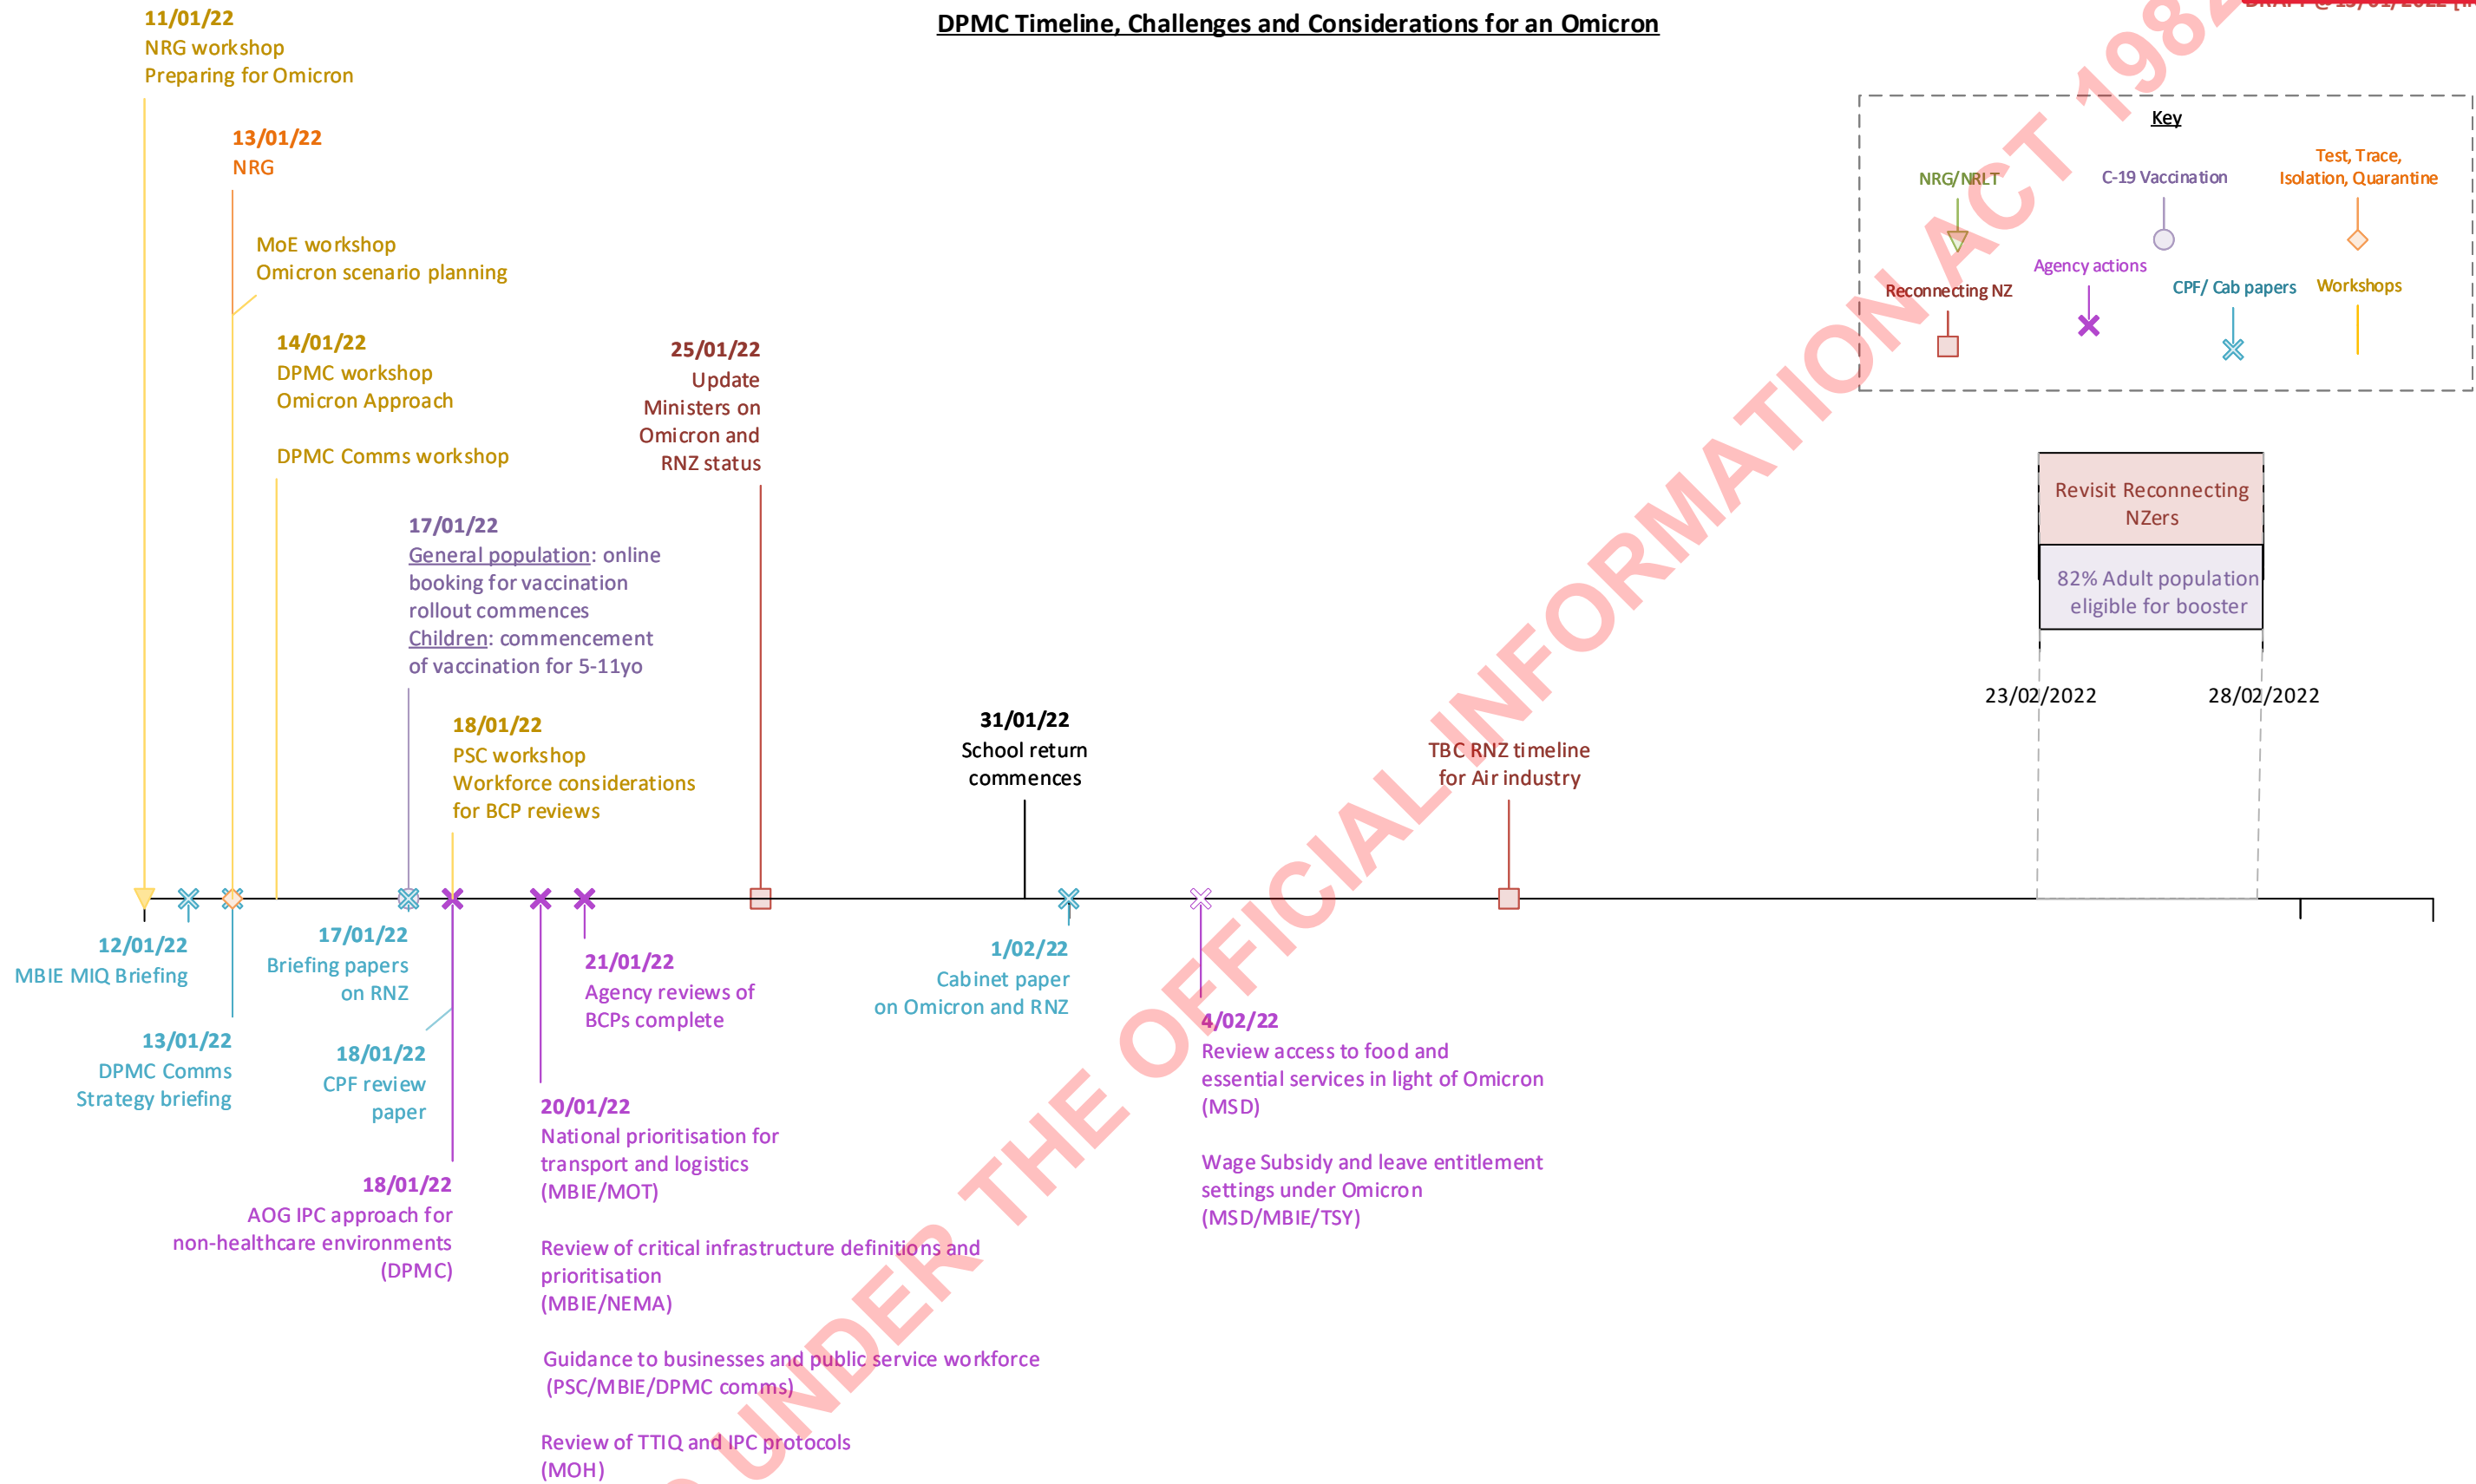 DPMC Timeline, Challenges and Considerations for an Omicron
11/01/22
NRG workshop
Preparing for Omicron
13/01/22
NRG
MoE workshop
Omicron scenario planning
14/01/22
DPMC workshop
Omicron Approach
DPMC Comms workshop
17/01/22
General population: online
booking for vaccination
rollout commences
Children: commencement
of vaccination for 5-11yo
18/01/22
PSC workshop
Workforce considerations
for BCP reviews
25/01/22
Update
Ministers on
Omicron and
RNZ status
31/01/22
School return
commences
TBC RNZ timeline
for Air industry
Key
NRG/NRLT
C-19 Vaccination
Test, Trace,
Isolation, Quarantine
Reconnecting NZ
Agency actions
CPF/ Cab papers
Workshops
Revisit Reconnecting
NZers
82% Adult population
eligible for booster
23/02/2022
28/02/2022
12/01/22
MBIE MIQ Briefing
13/01/22
DPMC Comms
Strategy briefing
17/01/22
Briefing papers
on RNZ
18/01/22
CPF review
paper
18/01/22
AOG IPC approach for
non-healthcare environments
(DPMC)
20/01/22
National prioritisation for
transport and logistics
(MBIE/MOT)
Review of critical infrastructure definitions and
prioritisation
(MBIE/NEMA)
Guidance to businesses and public service workforce
(PSC/MBIE/DPMC comms)
Review of TTIQ and IPC protocols
(MOH)
21/01/22
Agency reviews of
BCPs complete
1/02/22
Cabinet paper
on Omicron and RNZ
4/02/22
Review access to food and
essential services in light of Omicron
(MSD)
Wage Subsidy and leave entitlement
settings under Omicron
(MSD/MBIE/TSY)
UNDER THE OFFICIAL INFORMATION ACT 1982